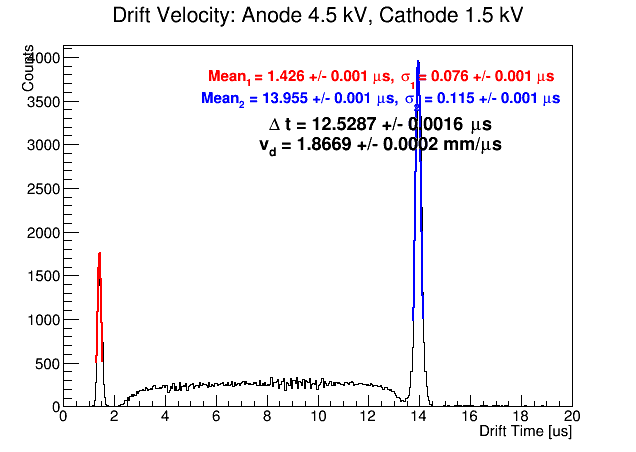 Drift Velocity: Anode 4.5 kV, Cathode 1.5 kV
Counts
Mean1 = 1.426 +/- 0.001 μs, σ1 = 0.076 +/- 0.001 μs
Mean2 = 13.955 +/- 0.001 μs, σ2 = 0.115 +/- 0.001 μs
Δ t = 12.5287 +/- 0.0016 μs
vd = 1.8669 +/- 0.0002 mm/μs
4000
3500
3000
2500
2000
1500
1000
500
0
0 2 4 6 8 10 12 14 16 18 20
Drift Time [us]